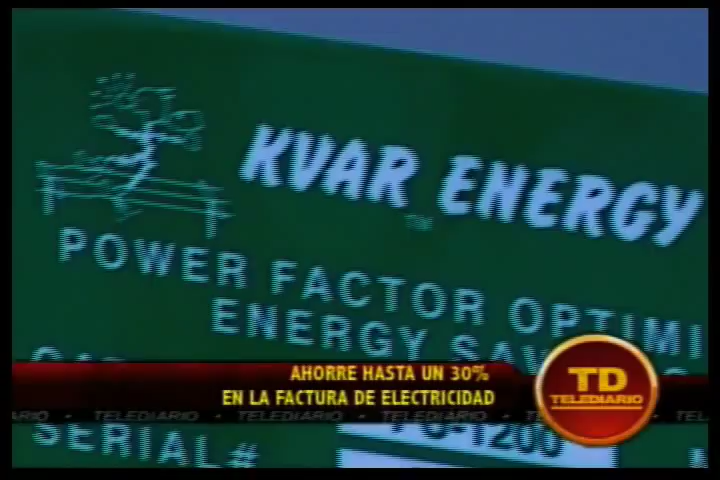 KVAR ENERGY
TM
POWER FACTOR OPTIMI
ENERGY SAV
AHORRE HASTA UN 30%
EN LA FACTURA DE ELECTRICIDAD
TD
TELEDIARIO
TELEDIARIO • TELEDIARIO • TELEDIARIO
SERIAL#